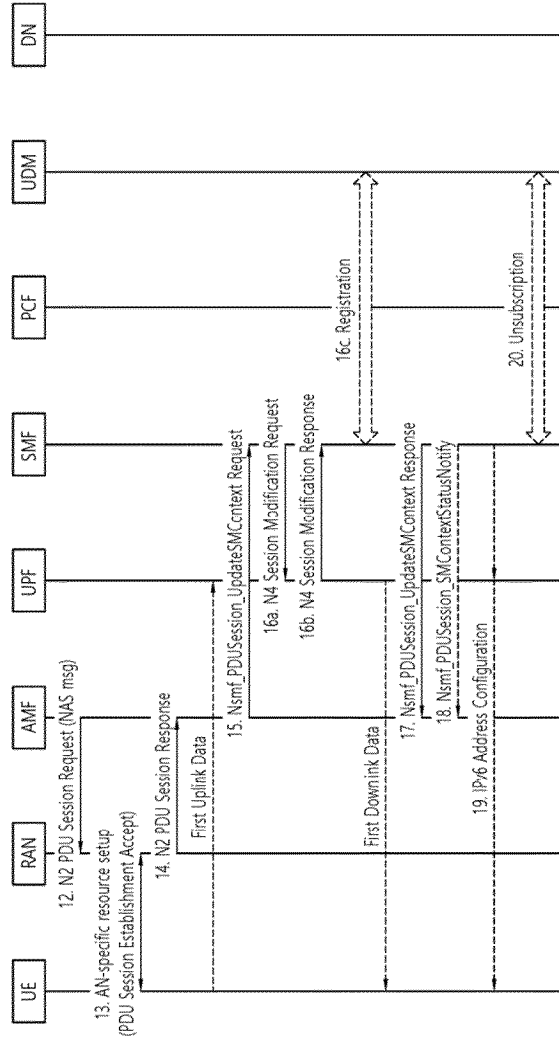 UE
RAN
AMF
UPF
SMF
PCF
UDM
DN
12. N2 PDU Session Request (NAS msg)
13. AN-specific resource setup
(PDU Session Establishment Accept)
14. N2 PDU Session Response
First Uplink Data
15. Nsmf_PDUSession_UpdateSMContext Request
16a. N4 Session Modification Request
16b. N4 Session Modification Response
16c. Registration
First Downink Data
17. Nsmf_PDUSession_UpdateSMContext Response
18. Nsmf_PDUSession_SMContextStatusNotify
19. IPv6 Address Configuration
20. Unsubscription